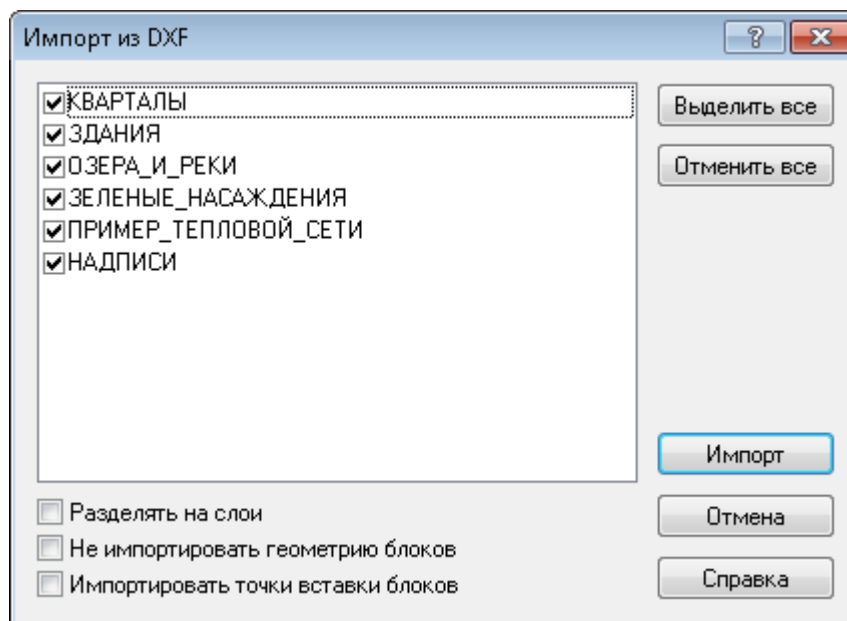 Импорт из DXF
КВАРТАЛЫ
ЗДАНИЯ
ОЗЕРА_И_РЕКИ
ЗЕЛЕНЫЕ_НАСАЖДЕНИЯ
ПРИМЕР_ТЕПЛОВОЙ_СЕТИ
НАДПИСИ
Выделить все
Отменить все
Импорт
Отмена
Справка
Разделять на слои
Не импортировать геометрию блоков
Импортировать точки вставки блоков